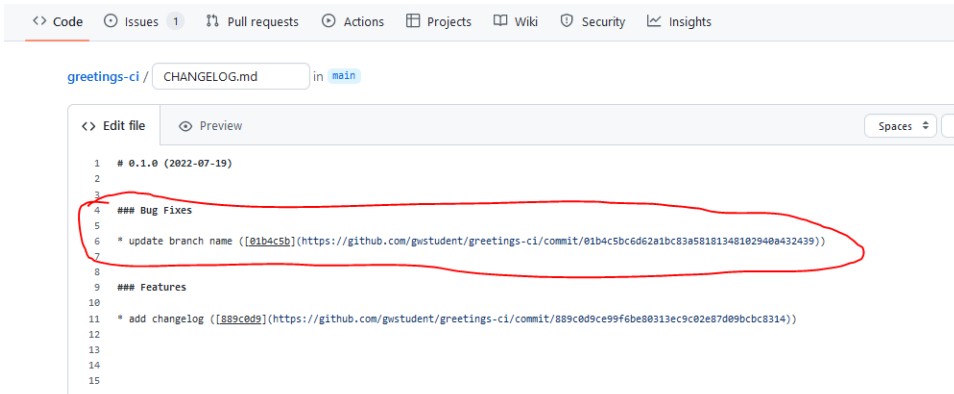 <> Code Issues 1 Pull requests Actions Projects Wiki Security Insights
greetings-ci / CHANGELOG.md in main
<> Edit file Preview Spaces
1 # 0.1.0 (2022-07-19)
2
3
4 ### Bug Fixes
5
6 * update branch name ([01b4c5b](https://github.com/gwstudent/greetings-ci/commit/01b4c5bc6d62a1bc83a58181348102940a432439))
7
8
9 ### Features
10
11 * add changelog ([889c0d9](https://github.com/gwstudent/greetings-ci/commit/889c0d9ce99f6be80313ec9c02e87d09bcbc8314))
12
13
14
15